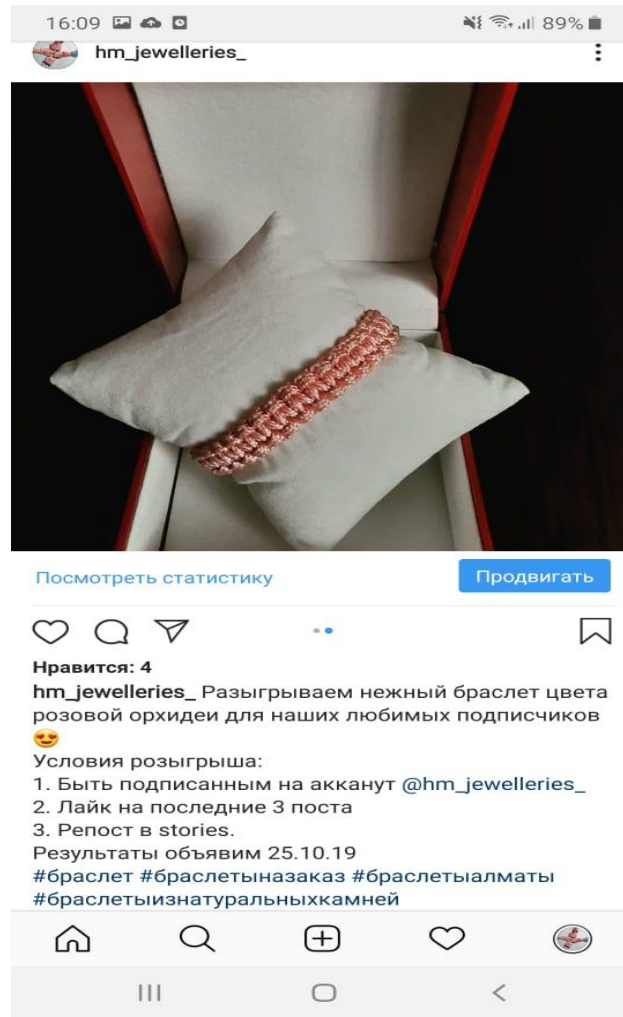 16:09 89%
hm_jewelleries_
Посмотреть статистику Продвигать
Нравится: 4
hm_jewelleries_ Разыгрываем нежный браслет цвета
розовой орхидеи для наших любимых подписчиков
😍
Условия розыгрыша:
1. Быть подписанным на акканут @hm_jewelleries_
2. Лайк на последние 3 поста
3. Репост в stories.
Результаты объявим 25.10.19
#браслет #браслетыназаказ #браслетыалматы
#браслетыизнатуральныхкамней